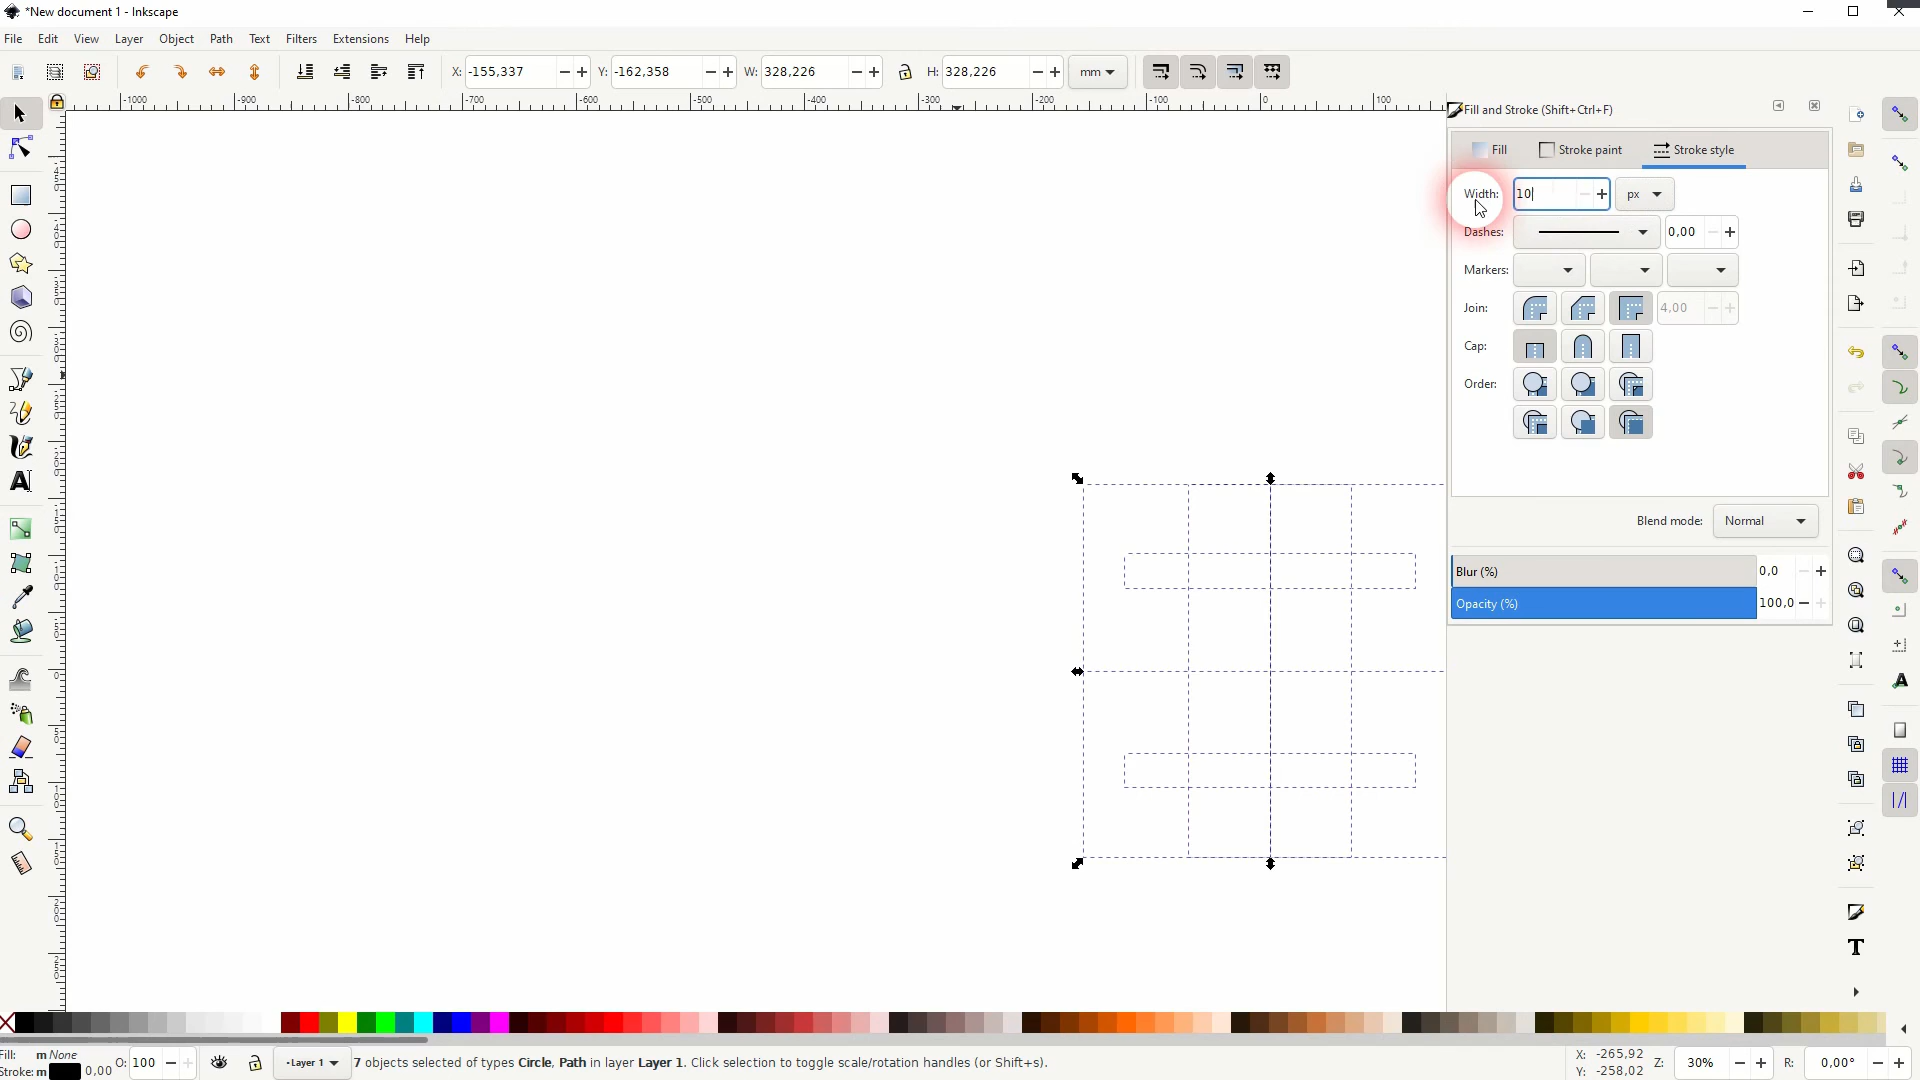 *New document 1 - Inkscape
File Edit View Layer Object Path Text Filters Extensions Help
X: -155,337 Y: -162,358 W: 328,226 H: 328,226 mm
-1000 -900 -800 -700 -600 -500 -400 -300 -200 -100 0 100
Fill and Stroke (Shift+Ctrl+F)
Fill Stroke paint Stroke style
Width: 10 px
Dashes: 0,00
Markers:
Join: 4,00
Cap:
Order:
Blend mode: Normal
Blur (%) 0,0
Opacity (%) 100,0
Fill: m None O: 100 Layer 1 7 objects selected of types Circle, Path in layer Layer 1. Click selection to toggle scale/rotation handles (or Shift+s). X: -265,92 Z: 30% R: 0,00°
Stroke: m 0,00 Y: -258,02